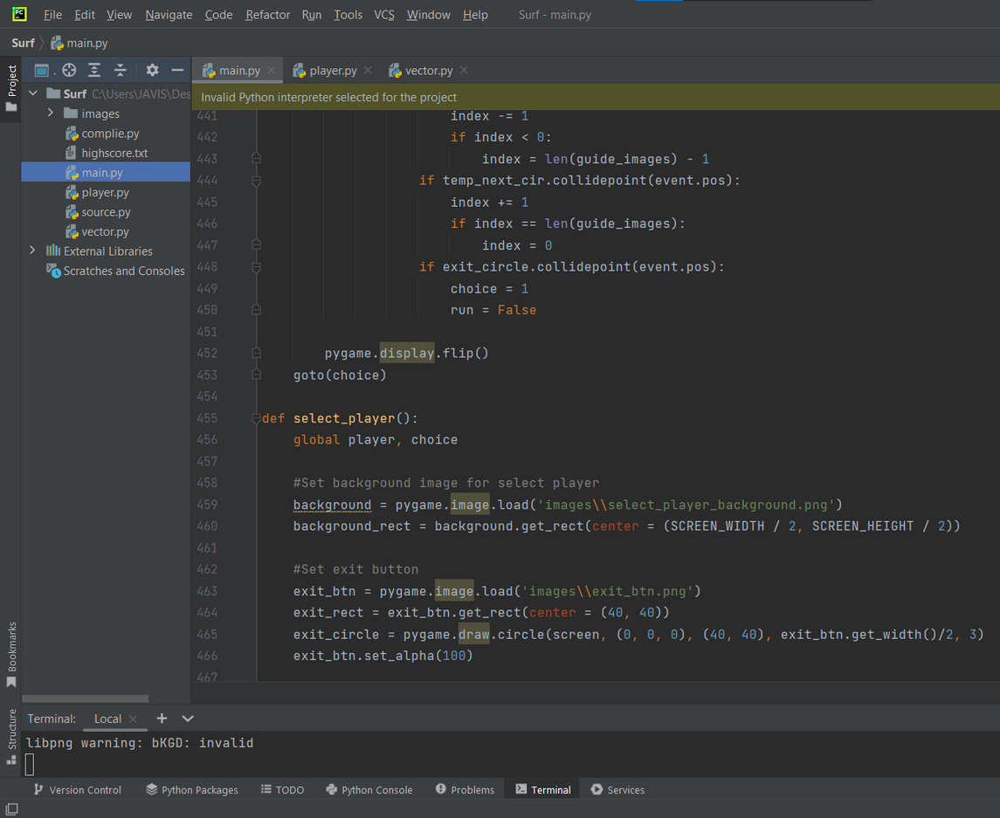 PC File Edit View Navigate Code Refactor Run Tools VCS Window Help Surf - main.py
Surf main.py
Project
main.py player.py vector.py
Surf C:\Users\JAVIS\Des
images
complie.py
highscore.txt
main.py
player.py
source.py
vector.py
External Libraries
Scratches and Consoles
Invalid Python interpreter selected for the project
441 index -= 1
442 if index < 0:
443 index = len(guide_images) - 1
444 if temp_next_cir.collidepoint(event.pos):
445 index += 1
446 if index == len(guide_images):
447 index = 0
448 if exit_circle.collidepoint(event.pos):
449 choice = 1
450 run = False
451
452 pygame.display.flip()
453 goto(choice)
454
455 def select_player():
456 global player, choice
457
458 #Set background image for select player
459 background = pygame.image.load('images\\select_player_background.png')
460 background_rect = background.get_rect(center = (SCREEN_WIDTH / 2, SCREEN_HEIGHT / 2))
461
462 #Set exit button
463 exit_btn = pygame.image.load('images\\exit_btn.png')
464 exit_rect = exit_btn.get_rect(center = (40, 40))
465 exit_circle = pygame.draw.circle(screen, (0, 0, 0), (40, 40), exit_btn.get_width()/2, 3)
466 exit_btn.set_alpha(100)
467
Bookmarks
Structure
Terminal: Local
libpng warning: bKGD: invalid
Version Control Python Packages TODO Python Console Problems Terminal Services